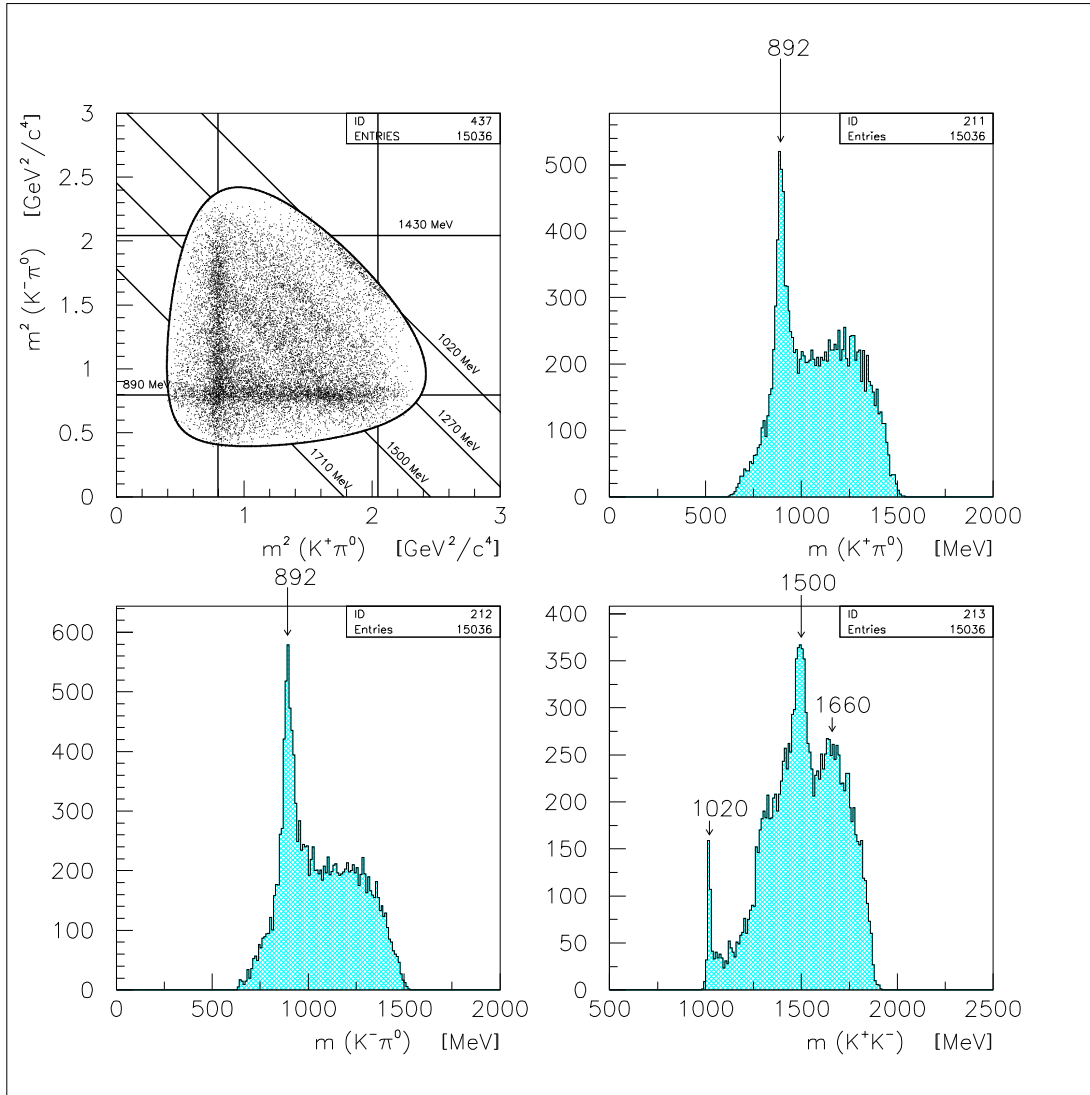 892
3
2.5
2
1.5
1
0.5
0
m² (K⁻π⁰) [GeV²/c⁴]
ID 437
ENTRIES 15036
1430 MeV
890 MeV
1020 MeV
1270 MeV
1500 MeV
1710 MeV
0 1 2 3
m² (K⁺π⁰) [GeV²/c⁴]
ID 211
Entries 15036
500
400
300
200
100
0
0 500 1000 1500 2000
m (K⁺π⁰) [MeV]
892
ID 212
Entries 15036
600
500
400
300
200
100
0
0 500 1000 1500 2000
m (K⁻π⁰) [MeV]
1500
ID 213
Entries 15036
1660
1020
400
350
300
250
200
150
100
50
0
500 1000 1500 2000 2500
m (K⁺K⁻) [MeV]